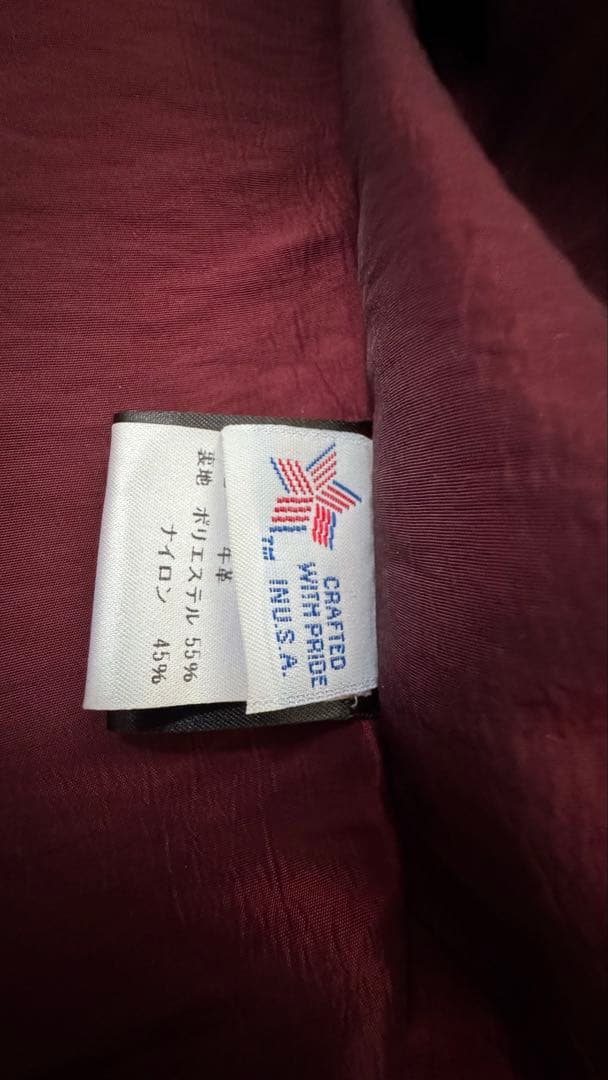 CRAFTED
WITH PRIDE
IN U.S.A.
TM
牛革
裏地 ポリエステル 55%
ナイロン 45%